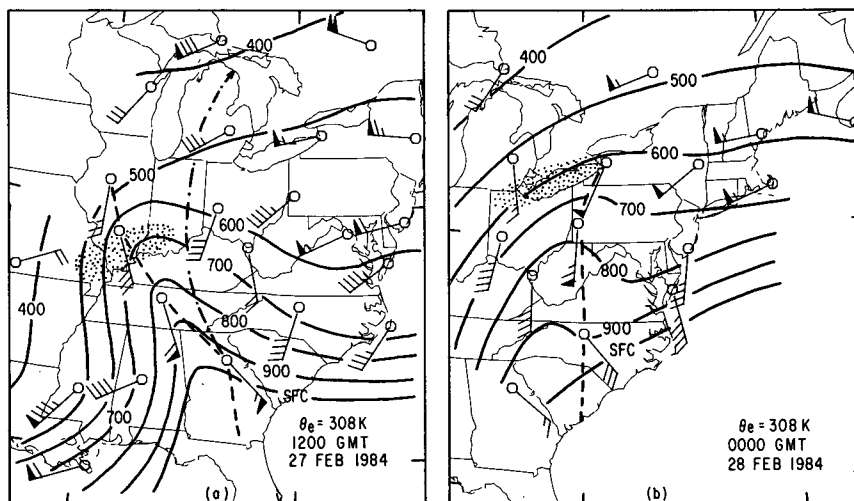 400
500
600
700
800
900
SFC
400
700
θe = 308K
1200 GMT
27 FEB 1984
(a)
400
500
600
700
800
900
SFC
θe = 308K
0000 GMT
28 FEB 1984
(b)